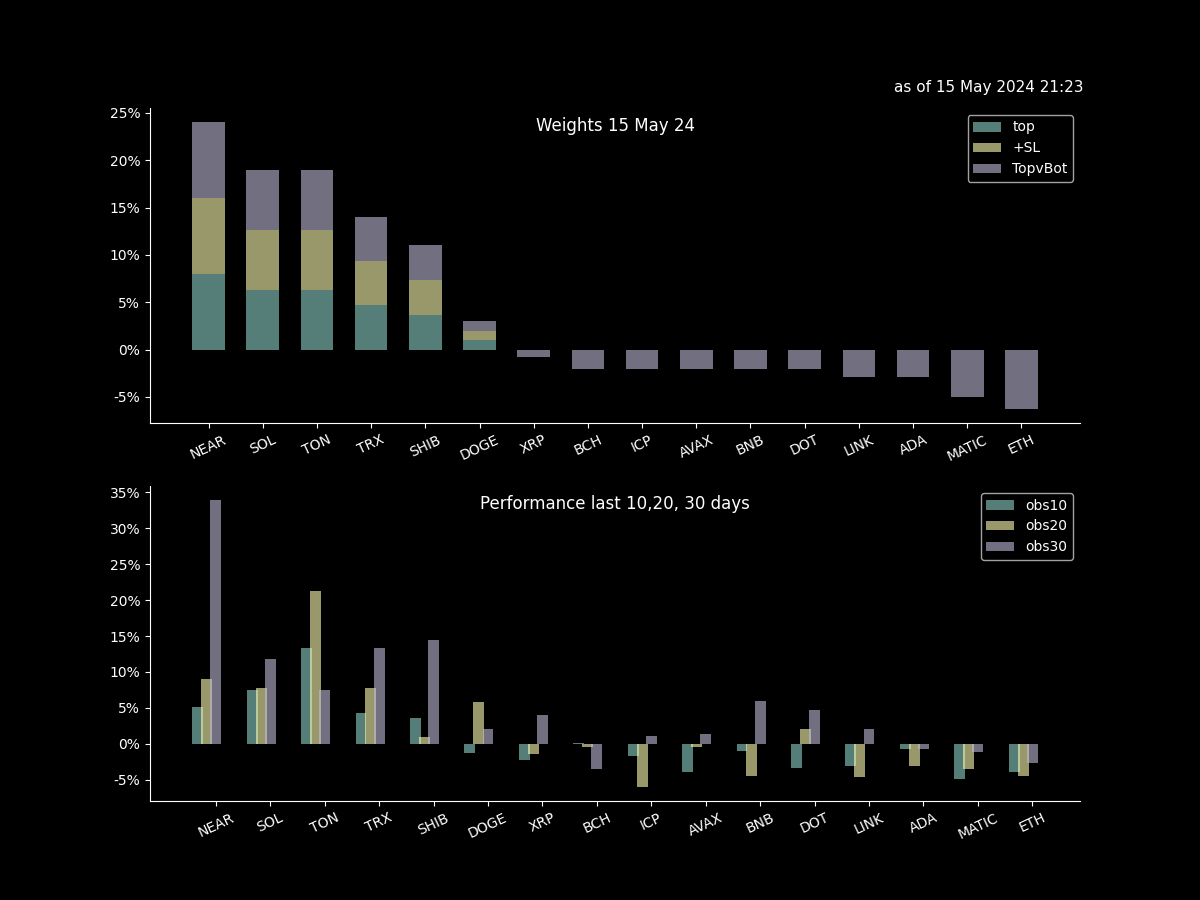 as of 15 May 2024 21:23
Weights 15 May 24
top
+SL
TopvBot
25%
20%
15%
10%
5%
0%
-5%
NEAR SOL TON TRX SHIB DOGE XRP BCH ICP AVAX BNB DOT LINK ADA MATIC ETH
Performance last 10,20, 30 days
obs10
obs20
obs30
35%
30%
25%
20%
15%
10%
5%
0%
-5%
NEAR SOL TON TRX SHIB DOGE XRP BCH ICP AVAX BNB DOT LINK ADA MATIC ETH